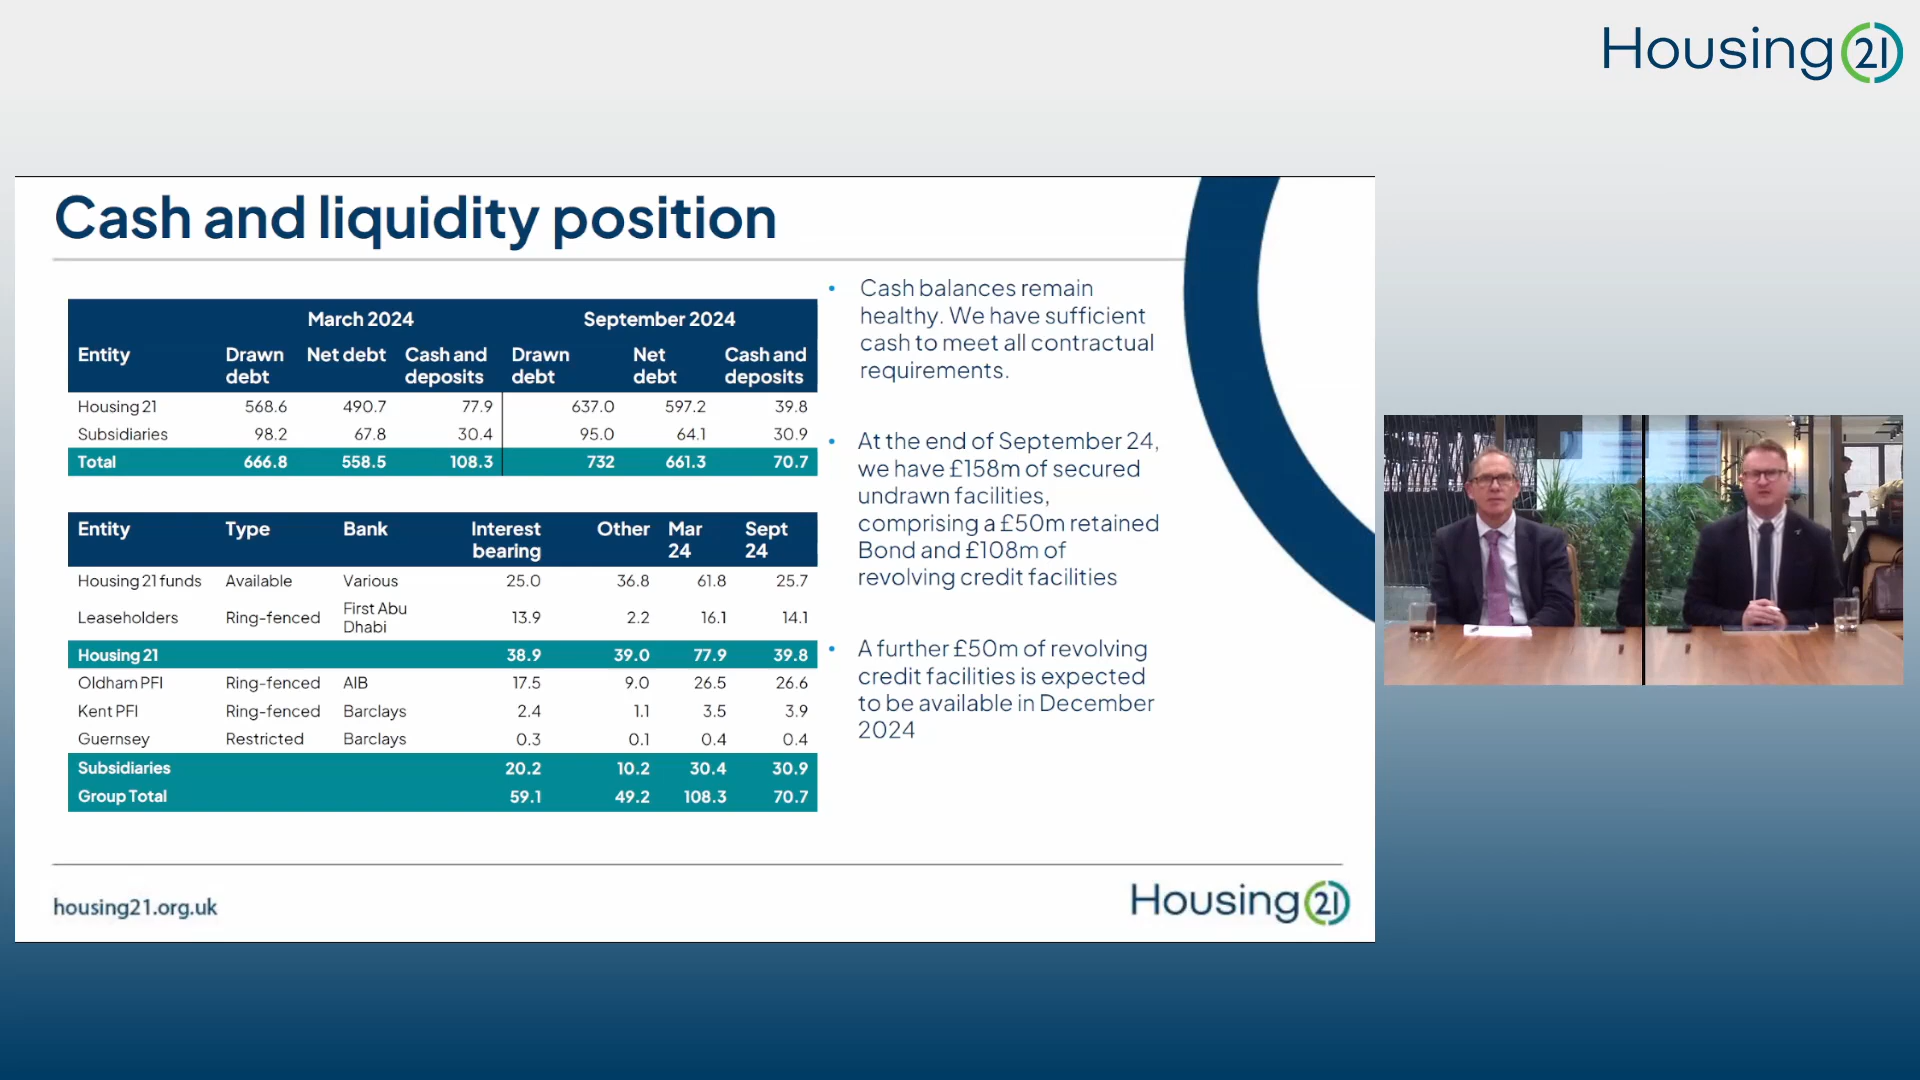 Housing 21
Cash and liquidity position
March 2024 September 2024
Entity Drawn debt Net debt Cash and deposits Drawn debt Net debt Cash and deposits
Housing 21 568.6 490.7 77.9 637.0 597.2 39.8
Subsidiaries 98.2 67.8 30.4 95.0 64.1 30.9
Total 666.8 558.5 108.3 732 661.3 70.7
Entity Type Bank Interest bearing Other Mar 24 Sept 24
Housing 21 funds Available Various 25.0 36.8 61.8 25.7
Leaseholders Ring-fenced First Abu Dhabi 13.9 2.2 16.1 14.1
Housing 21 38.9 39.0 77.9 39.8
Oldham PFI Ring-fenced AIB 17.5 9.0 26.5 26.6
Kent PFI Ring-fenced Barclays 2.4 1.1 3.5 3.9
Guernsey Restricted Barclays 0.3 0.1 0.4 0.4
Subsidiaries 20.2 10.2 30.4 30.9
Group Total 59.1 49.2 108.3 70.7
• Cash balances remain
healthy. We have sufficient
cash to meet all contractual
requirements.
• At the end of September 24,
we have £158m of secured
undrawn facilities,
comprising a £50m retained
Bond and £108m of
revolving credit facilities
• A further £50m of revolving
credit facilities is expected
to be available in December
2024
housing21.org.uk
Housing 21